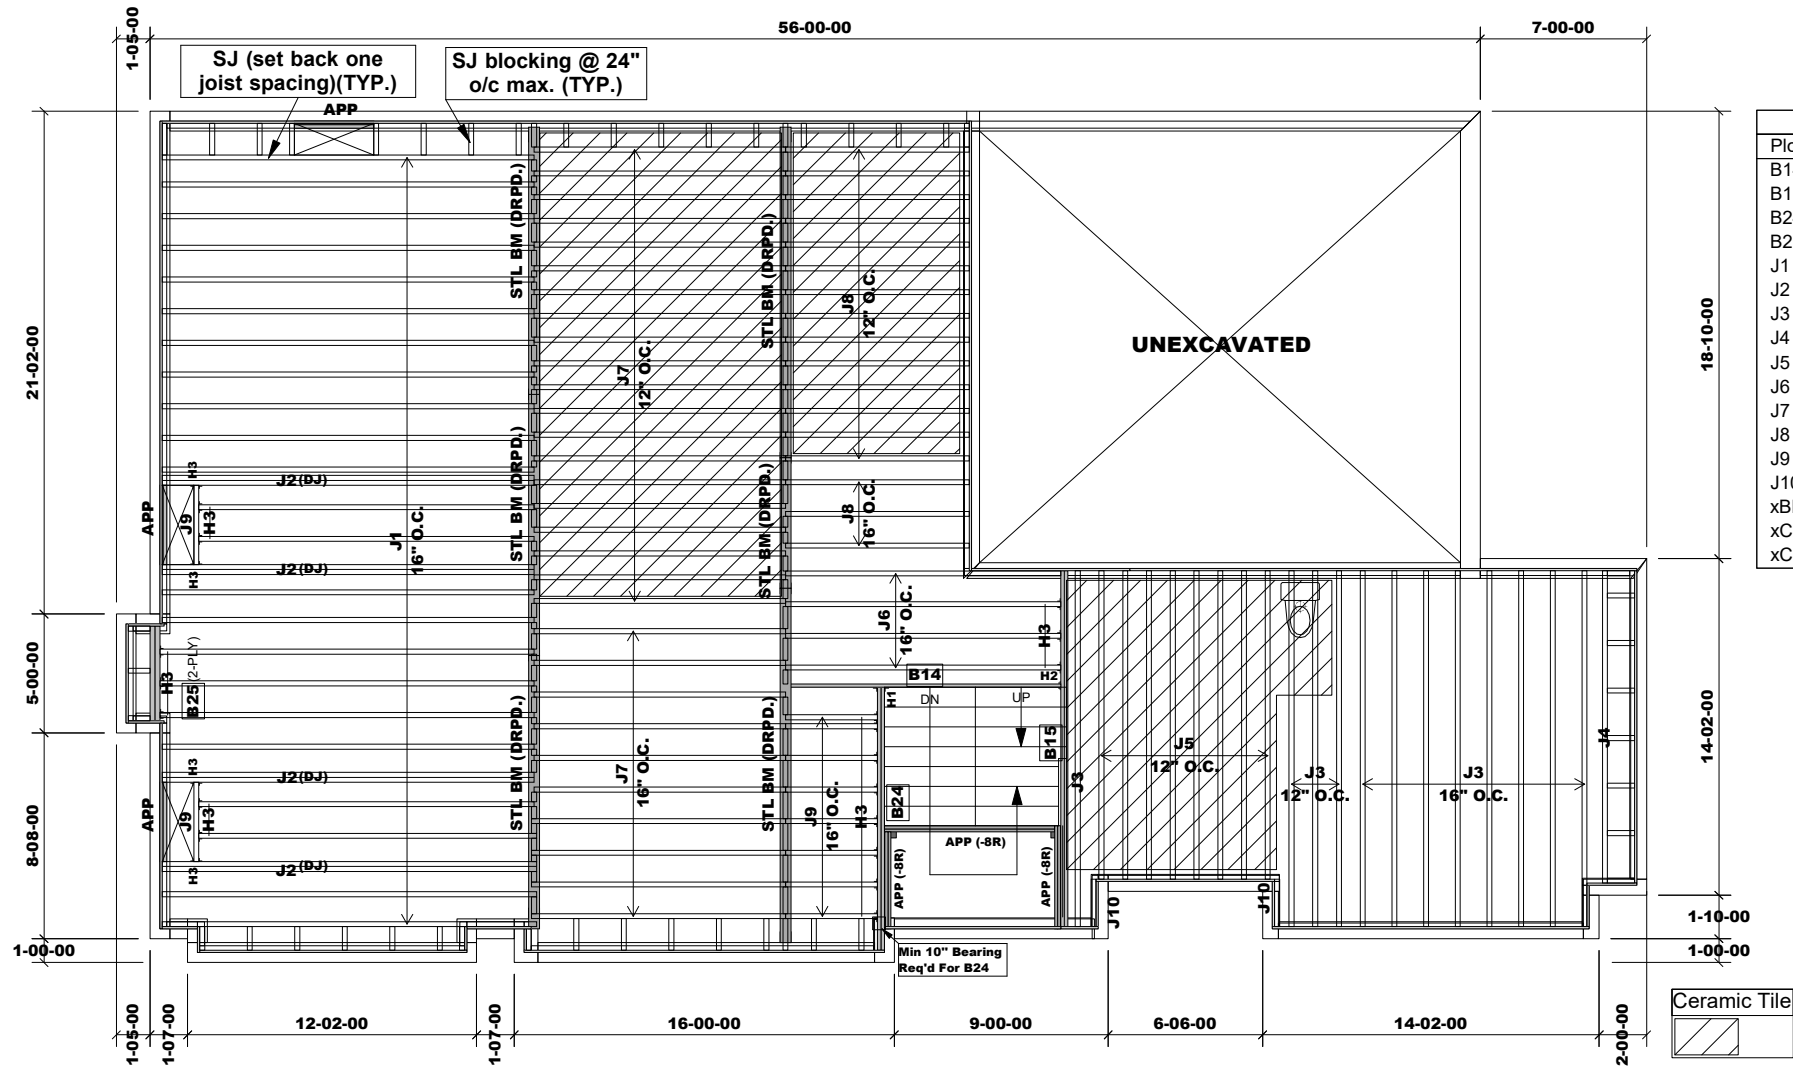 1-05-00
56-00-00
7-00-00
SJ (set back one
joist spacing)(TYP.)
SJ blocking @ 24"
o/c max. (TYP.)
APP
STL BM (DRPD.)
STL BM (DRPD.)
J8
12" O.C.
J7
12" O.C.
21-02-00
UNEXCAVATED
18-10-00
Plo
B1
B1
B2
B2
J1
J2
J3
J4
J5
J6
J7
J8
J9
J10
xB
xC
xC
H3
J2 (DJ)
APP
J9
H3
J1
16" O.C.
STL BM (DRPD.)
STL BM (DRPD.)
J8
16" O.C.
H3
J2 (DJ)
J6
16" O.C.
H3
5-00-00
H3
B25 (2-PLY)
B14
H2
H1
DN
UP
B15
14-02-00
J4
J5
12" O.C.
J3
J3
12" O.C.
J3
16" O.C.
H3
J2 (DJ)
STL BM (DRPD.)
J7
16" O.C.
STL BM (DRPD.)
J9
16" O.C.
H3
B24
8-08-00
APP
J9
H3
H3
J2 (DJ)
APP (-8R)
APP (-8R)
APP (-8R)
J10
J10
1-10-00
1-00-00
1-00-00
Min 10" Bearing
Req'd For B24
Ceramic Tile
1-05-00
1-07-00
12-02-00
1-07-00
16-00-00
9-00-00
6-06-00
14-02-00
2-00-00